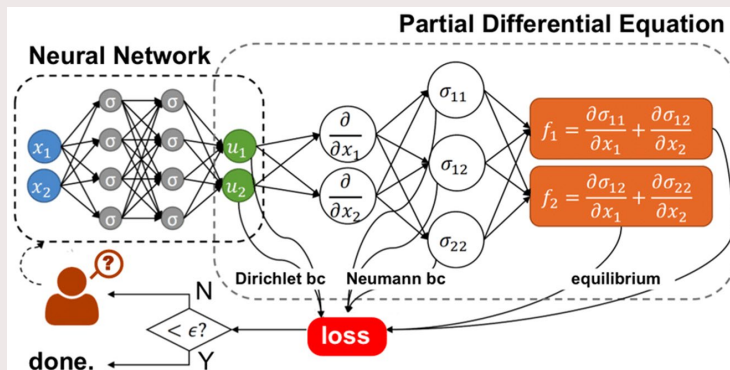 Partial Differential Equation
Neural Network
σ σ
σ σ
σ σ
σ σ
x₁
x₂
u₁
u₂
∂/∂x₁
∂/∂x₂
σ₁₁
σ₁₂
σ₂₂
f₁ = ∂σ₁₁/∂x₁ + ∂σ₁₂/∂x₂
f₂ = ∂σ₁₂/∂x₁ + ∂σ₂₂/∂x₂
Dirichlet bc
Neumann bc
equilibrium
?
N
< ϵ?
Y
loss
done.